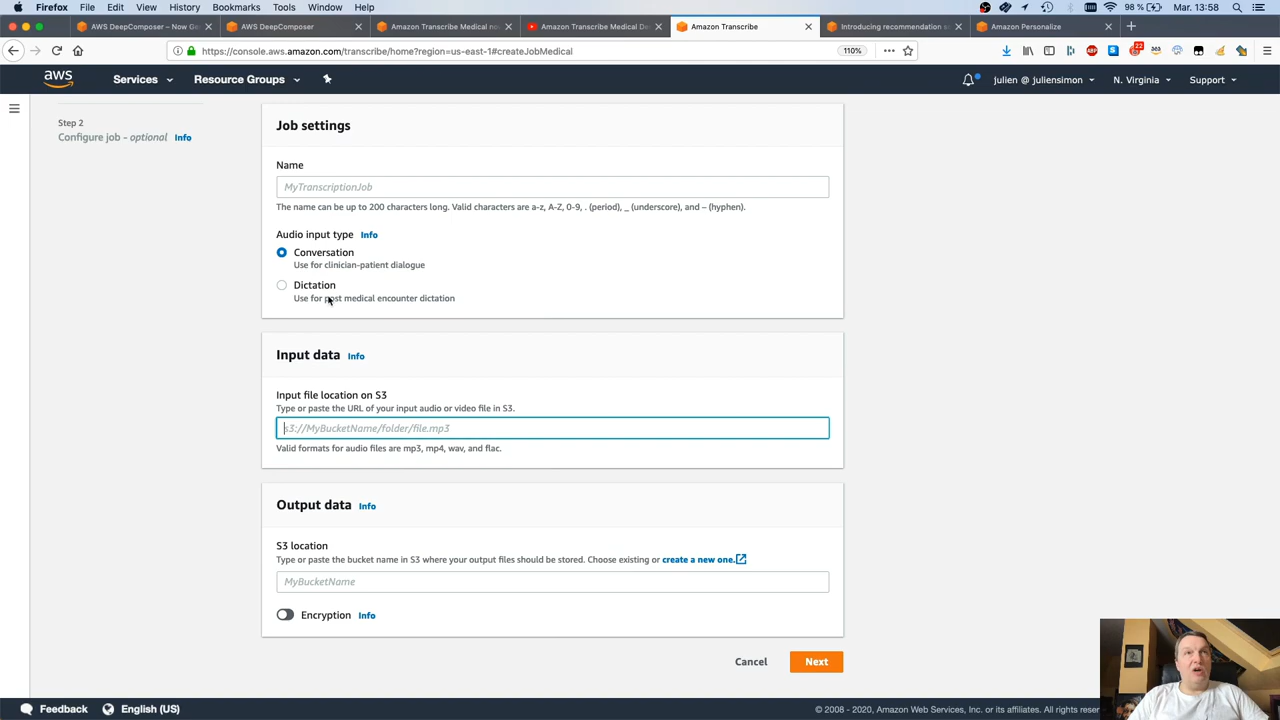 Firefox File Edit View History Bookmarks Tools Window Help 98 % Mar. 13:58
AWS DeepComposer – Now Gen
AWS DeepComposer
Amazon Transcribe Medical now
Amazon Transcribe Medical De
Amazon Transcribe
Introducing recommendation s
Amazon Personalize
https://console.aws.amazon.com/transcribe/home?region=us-east-1#createJobMedical 110% 22
aws Services Resource Groups julien @ juliensimon N. Virginia Support
Step 2
Configure job - optional Info
Job settings
Name
MyTranscriptionJob
The name can be up to 200 characters long. Valid characters are a-z, A-Z, 0-9, . (period), _ (underscore), and – (hyphen).
Audio input type Info
Conversation
Use for clinician-patient dialogue
Dictation
Use for post medical encounter dictation
Input data Info
Input file location on S3
Type or paste the URL of your input audio or video file in S3.
s3://MyBucketName/folder/file.mp3
Valid formats for audio files are mp3, mp4, wav, and flac.
Output data Info
S3 location
Type or paste the bucket name in S3 where your output files should be stored. Choose existing or create a new one.
MyBucketName
Encryption Info
Cancel Next
Feedback English (US) © 2008 - 2020, Amazon Web Services, Inc. or its affiliates. All rights rese